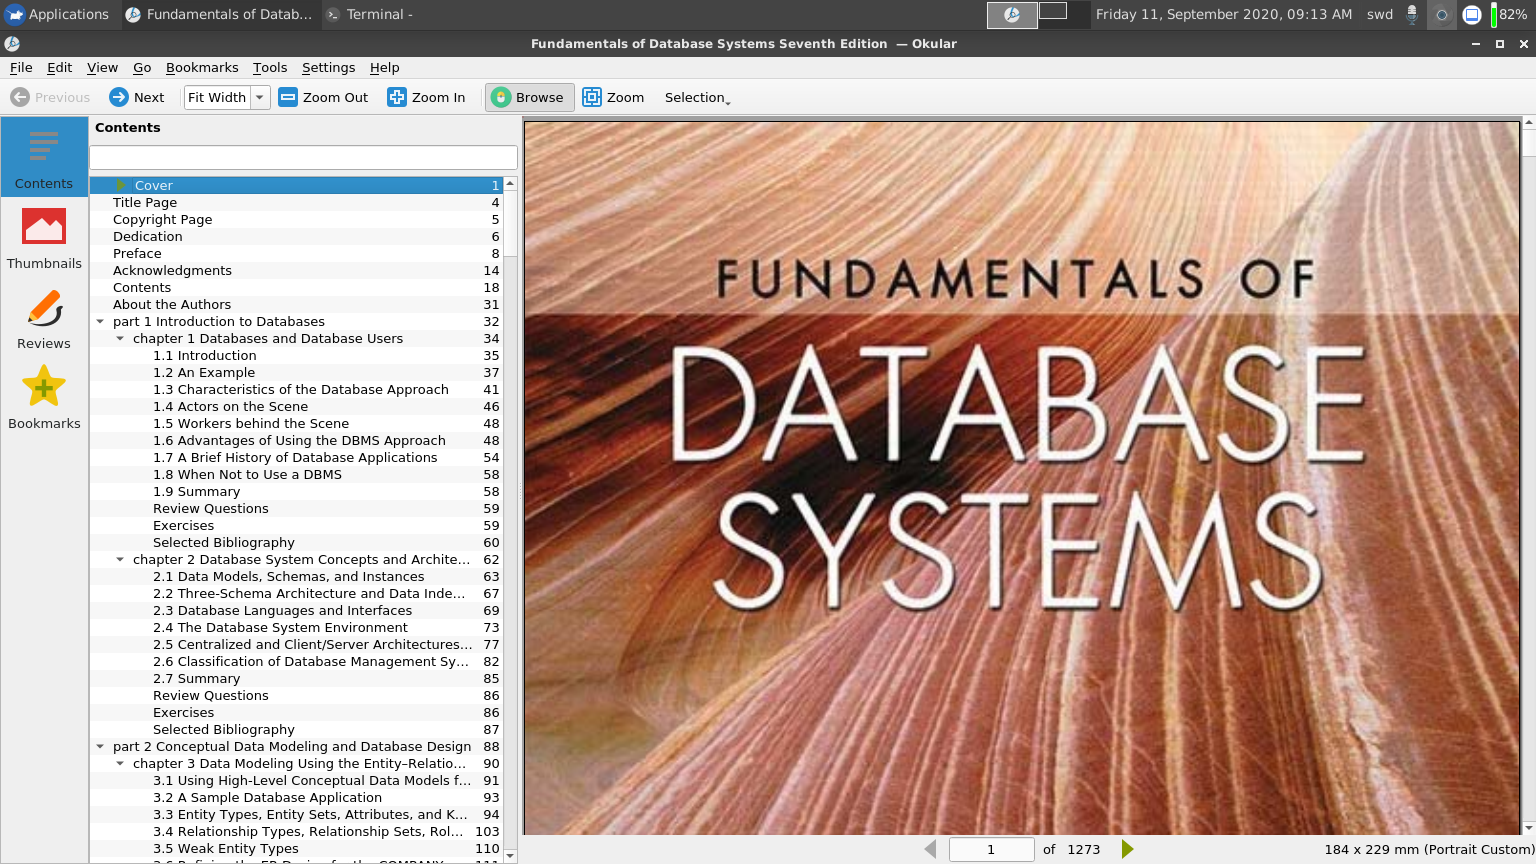 Applications
Fundamentals of Datab...
Terminal -
Friday 11, September 2020, 09:13 AM
swd
82%
Fundamentals of Database Systems Seventh Edition — Okular
File Edit View Go Bookmarks Tools Settings Help
Previous Next Fit Width Zoom Out Zoom In Browse Zoom Selection
Contents
Thumbnails
Reviews
Bookmarks
Contents
Cover 1
Title Page 4
Copyright Page 5
Dedication 6
Preface 8
Acknowledgments 14
Contents 18
About the Authors 31
part 1 Introduction to Databases 32
chapter 1 Databases and Database Users 34
1.1 Introduction 35
1.2 An Example 37
1.3 Characteristics of the Database Approach 41
1.4 Actors on the Scene 46
1.5 Workers behind the Scene 48
1.6 Advantages of Using the DBMS Approach 48
1.7 A Brief History of Database Applications 54
1.8 When Not to Use a DBMS 58
1.9 Summary 58
Review Questions 59
Exercises 59
Selected Bibliography 60
chapter 2 Database System Concepts and Archite... 62
2.1 Data Models, Schemas, and Instances 63
2.2 Three-Schema Architecture and Data Inde... 67
2.3 Database Languages and Interfaces 69
2.4 The Database System Environment 73
2.5 Centralized and Client/Server Architectures... 77
2.6 Classification of Database Management Sy... 82
2.7 Summary 85
Review Questions 86
Exercises 86
Selected Bibliography 87
part 2 Conceptual Data Modeling and Database Design 88
chapter 3 Data Modeling Using the Entity–Relatio... 90
3.1 Using High-Level Conceptual Data Models f... 91
3.2 A Sample Database Application 93
3.3 Entity Types, Entity Sets, Attributes, and K... 94
3.4 Relationship Types, Relationship Sets, Rol... 103
3.5 Weak Entity Types 110
FUNDAMENTALS OF
DATABASE
SYSTEMS
1 of 1273
184 x 229 mm (Portrait Custom)